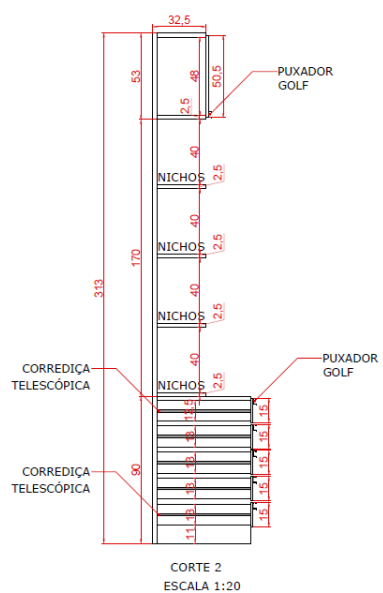 32,5
PUXADOR
GOLF
53
48
50,5
2,5
40
NICHOS
2,5
40
NICHOS
2,5
170
313
40
NICHOS
2,5
40
NICHOS
2,5
PUXADOR
GOLF
CORREDIÇA
TELESCÓPICA
12,5
15
13
15
13
15
90
13
15
CORREDIÇA
TELESCÓPICA
13
15
11
CORTE 2
ESCALA 1:20